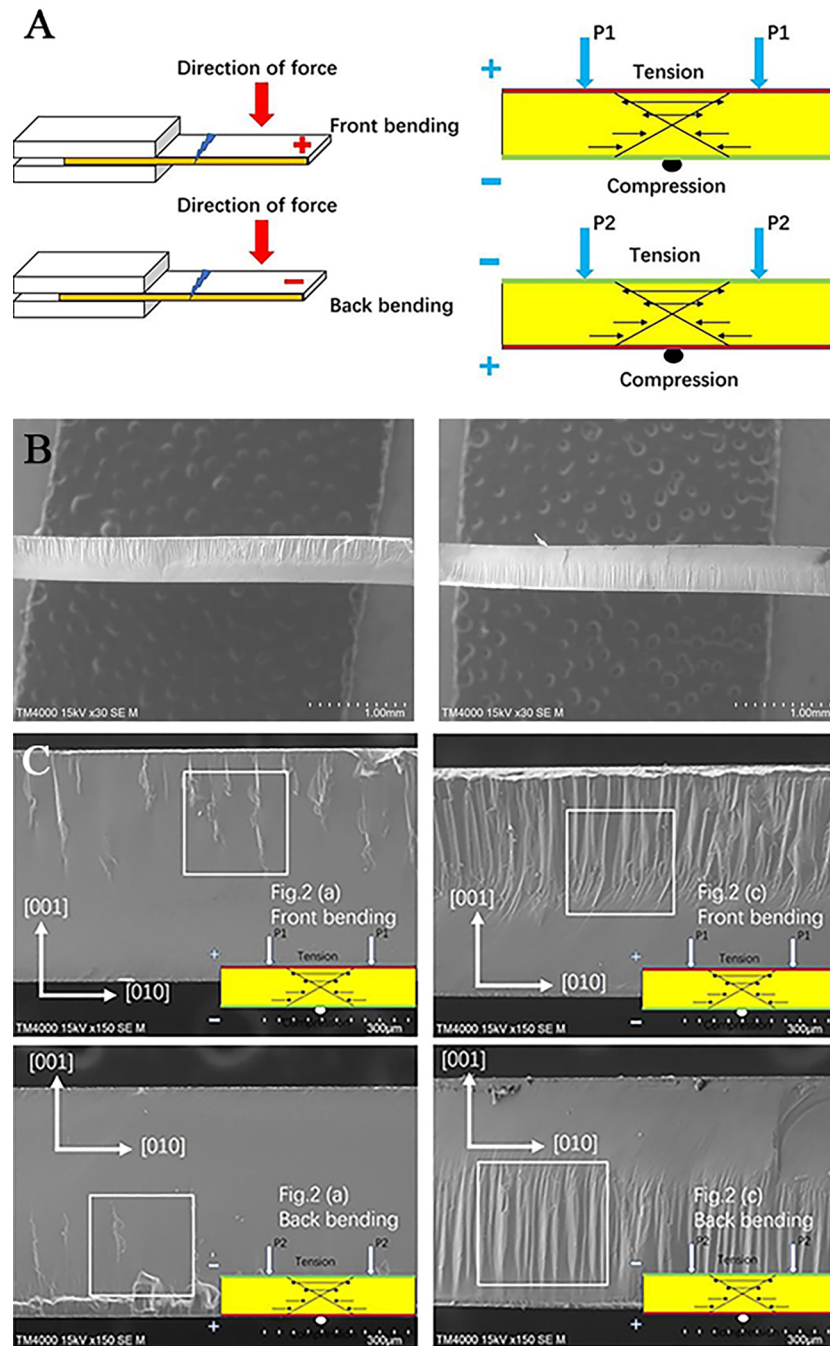 A
Direction of force
+
Front bending
Direction of force
−
Back bending
P1
P1
+
Tension
−
Compression
P2
P2
−
Tension
+
Compression
B
TM4000 15kV x30 SE M
1.00mm
TM4000 15kV x30 SE M
1.00mm
C
[001]
[010]
Fig.2 (a)
Front bending
P1
P1
+
Tension
−
Compression
TM4000 15kV x150 SE M
300μm
[001]
[010]
Fig.2 (c)
Front bending
P1
P1
+
Tension
−
Compression
TM4000 15kV x150 SE M
300μm
[001]
[010]
Fig.2 (a)
Back bending
P2
P2
−
Tension
+
TM4000 15kV x150 SE M
300μm
[001]
[010]
Fig.2 (c)
Back bending
P2
P2
−
Tension
+
TM4000 15kV x150 SE M
300μm